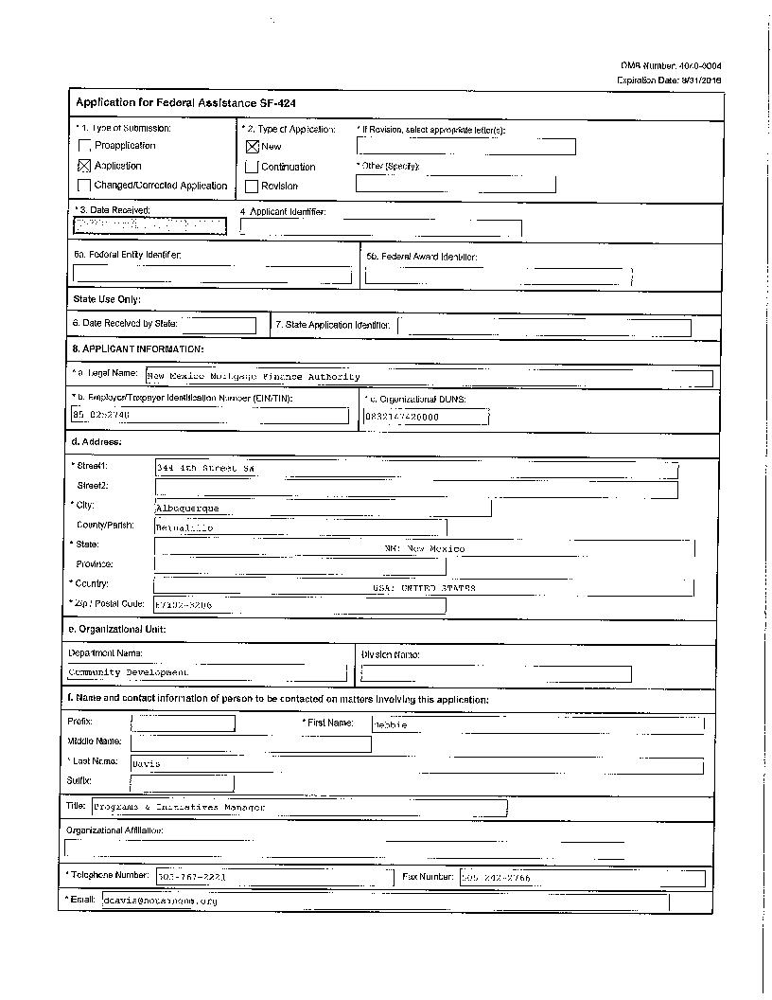 OMB Number: 4040-0004
Expiration Date: 8/31/2016
Application for Federal Assistance SF-424
* 1. Type of Submission:
Preapplication
Application
Changed/Corrected Application
* 2. Type of Application:
New
Continuation
Revision
* If Revision, select appropriate letter(s):
* Other (Specify):
* 3. Date Received:
4. Applicant Identifier:
5a. Federal Entity Identifier:
5b. Federal Award Identifier:
State Use Only:
6. Date Received by State:
7. State Application Identifier:
8. APPLICANT INFORMATION:
* a. Legal Name: New Mexico Mortgage Finance Authority
* b. Employer/Taxpayer Identification Number (EIN/TIN):
* c. Organizational DUNS:
0832147420000
d. Address:
* Street1: 344 4th Street SW
Street2:
* City: Albuquerque
County/Parish: Bernalillo
* State: NM: New Mexico
Province:
* Country: USA: UNITED STATES
* Zip / Postal Code: 87102-3206
e. Organizational Unit:
Department Name:
Community Development
Division Name:
f. Name and contact information of person to be contacted on matters involving this application:
Prefix:
* First Name: Debbie
Middle Name:
* Last Name: Davis
Suffix:
Title: Programs & Initiatives Manager
Organizational Affiliation:
* Telephone Number: 505-767-2221
Fax Number: 505-242-2766
* Email: ddavis@housingnm.org